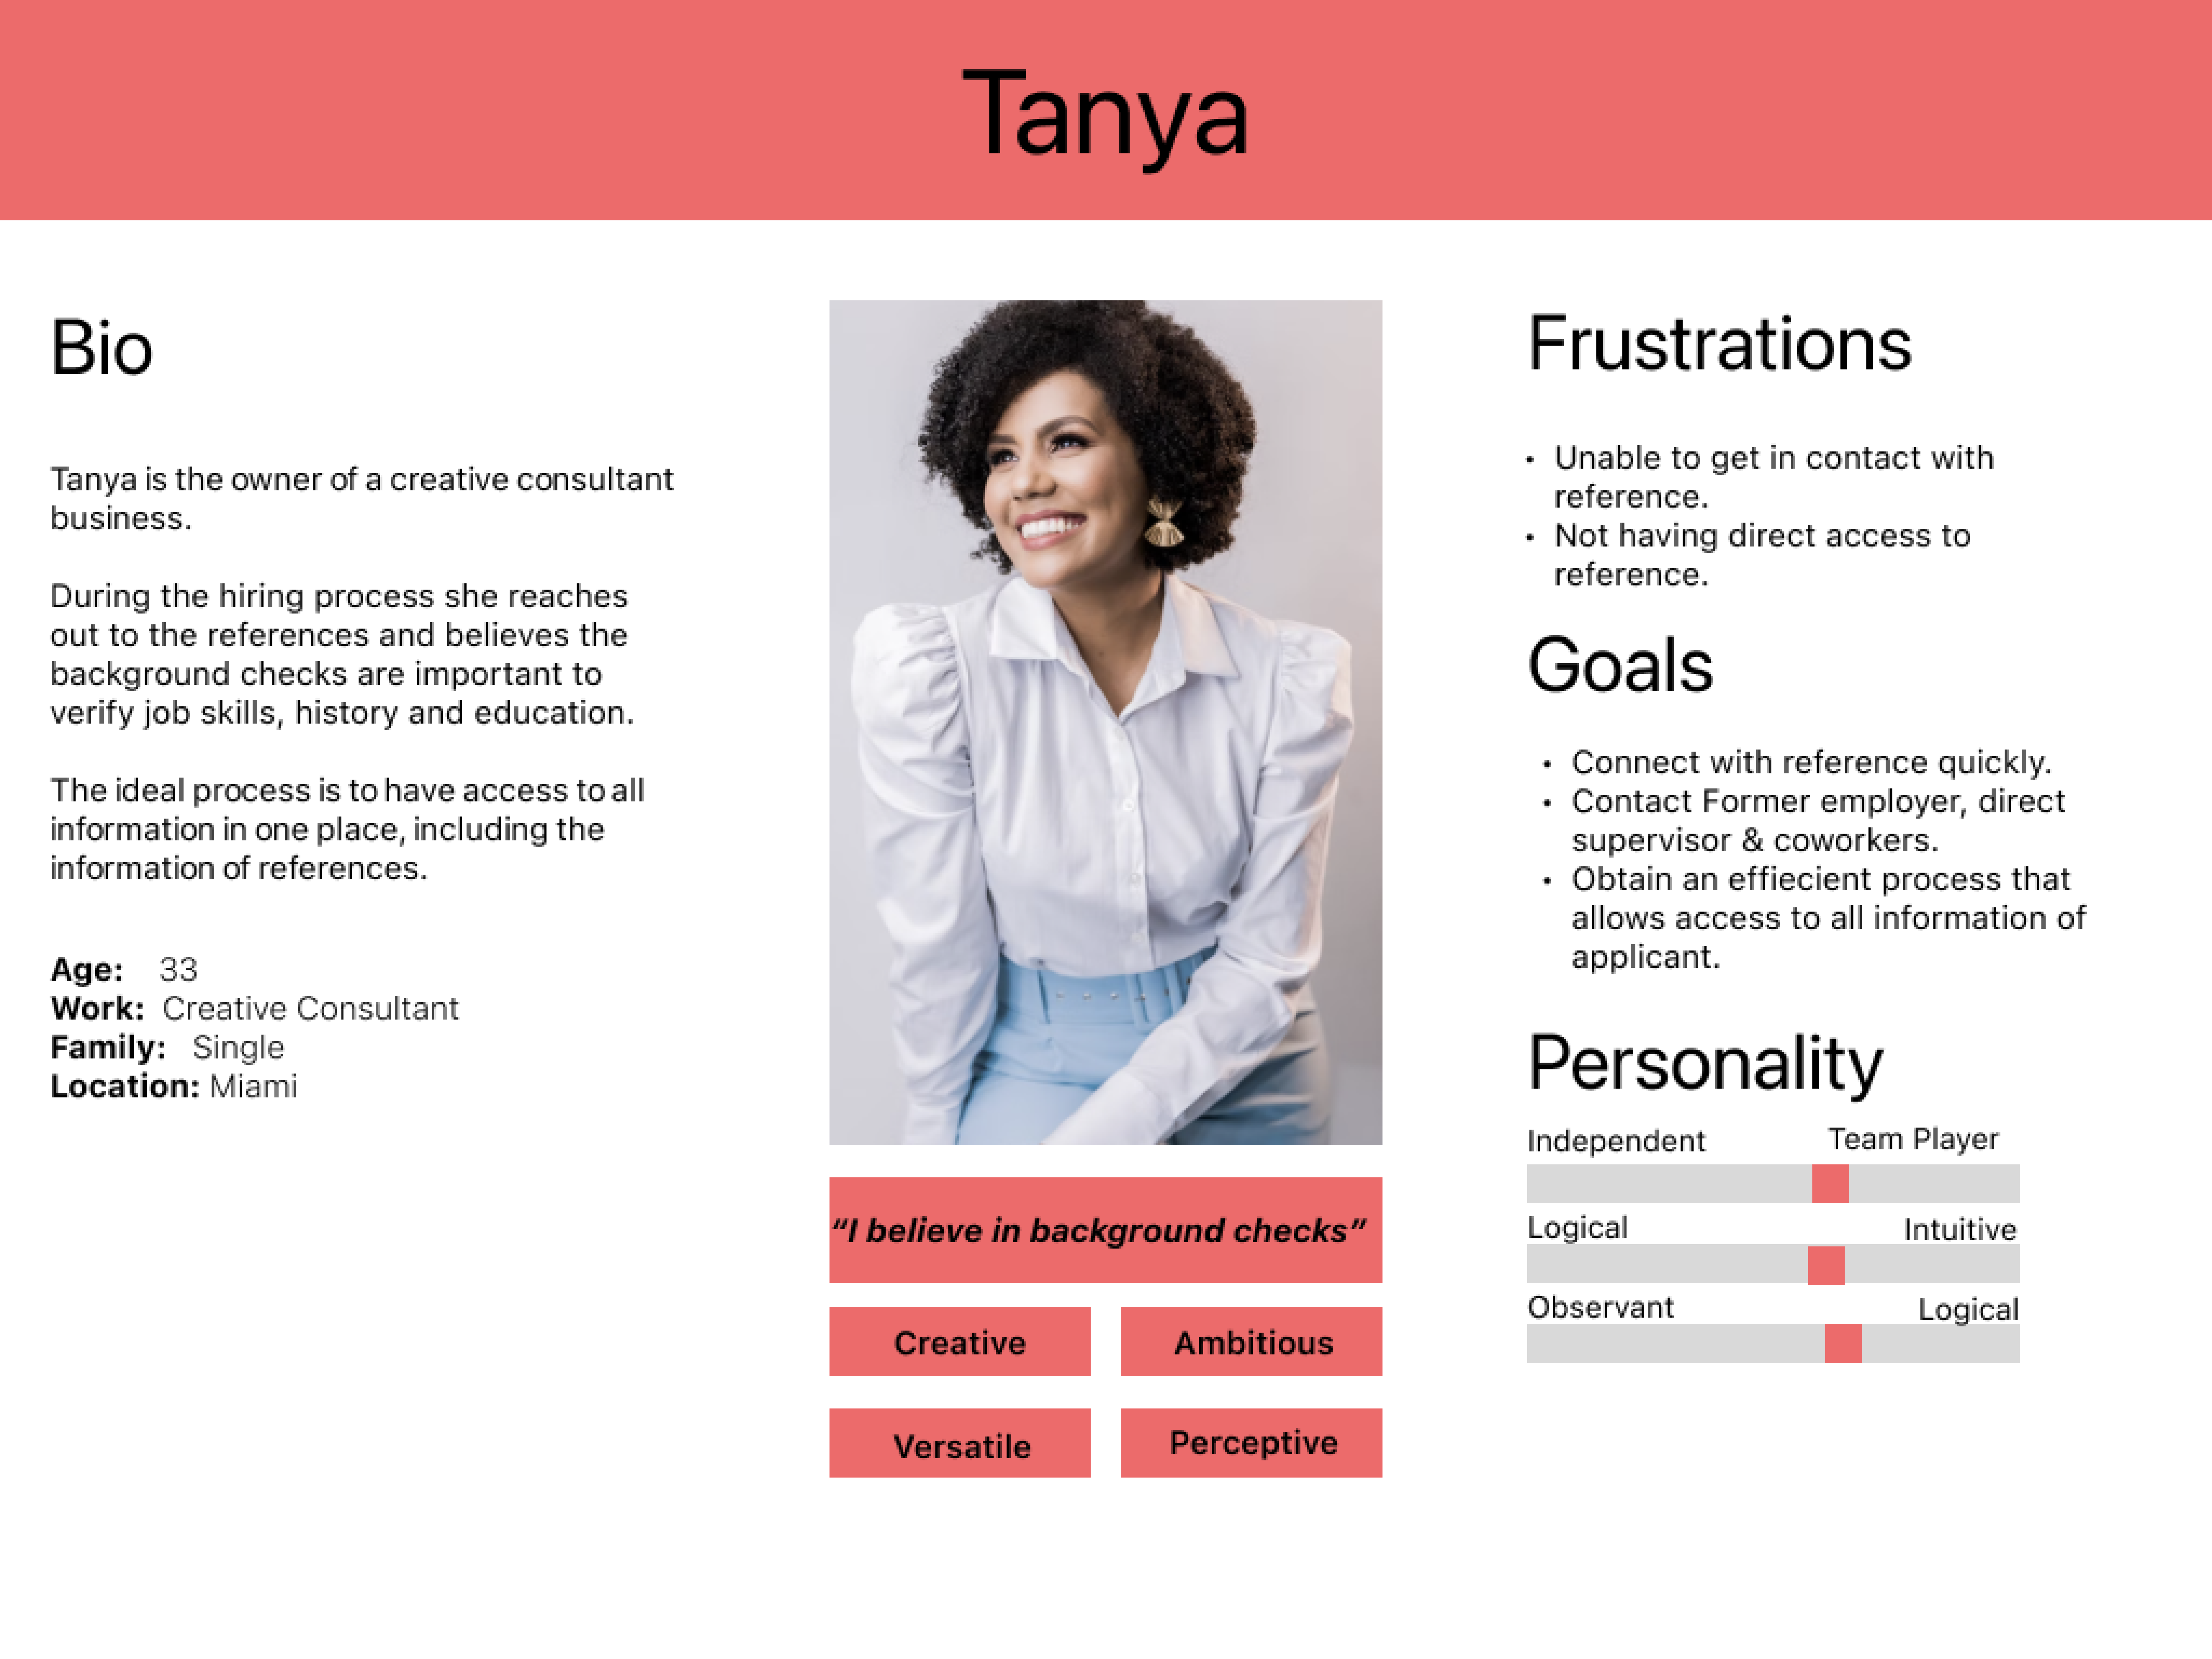 Tanya
Bio
Tanya is the owner of a creative consultant
business.
During the hiring process she reaches
out to the references and believes the
background checks are important to
verify job skills, history and education.
The ideal process is to have access to all
information in one place, including the
information of references.
Age: 33
Work: Creative Consultant
Family: Single
Location: Miami
“I believe in background checks”
Creative
Ambitious
Versatile
Perceptive
Frustrations
• Unable to get in contact with
reference.
• Not having direct access to
reference.
Goals
• Connect with reference quickly.
• Contact Former employer, direct
supervisor & coworkers.
• Obtain an effiecient process that
allows access to all information of
applicant.
Personality
Independent Team Player
Logical Intuitive
Observant Logical